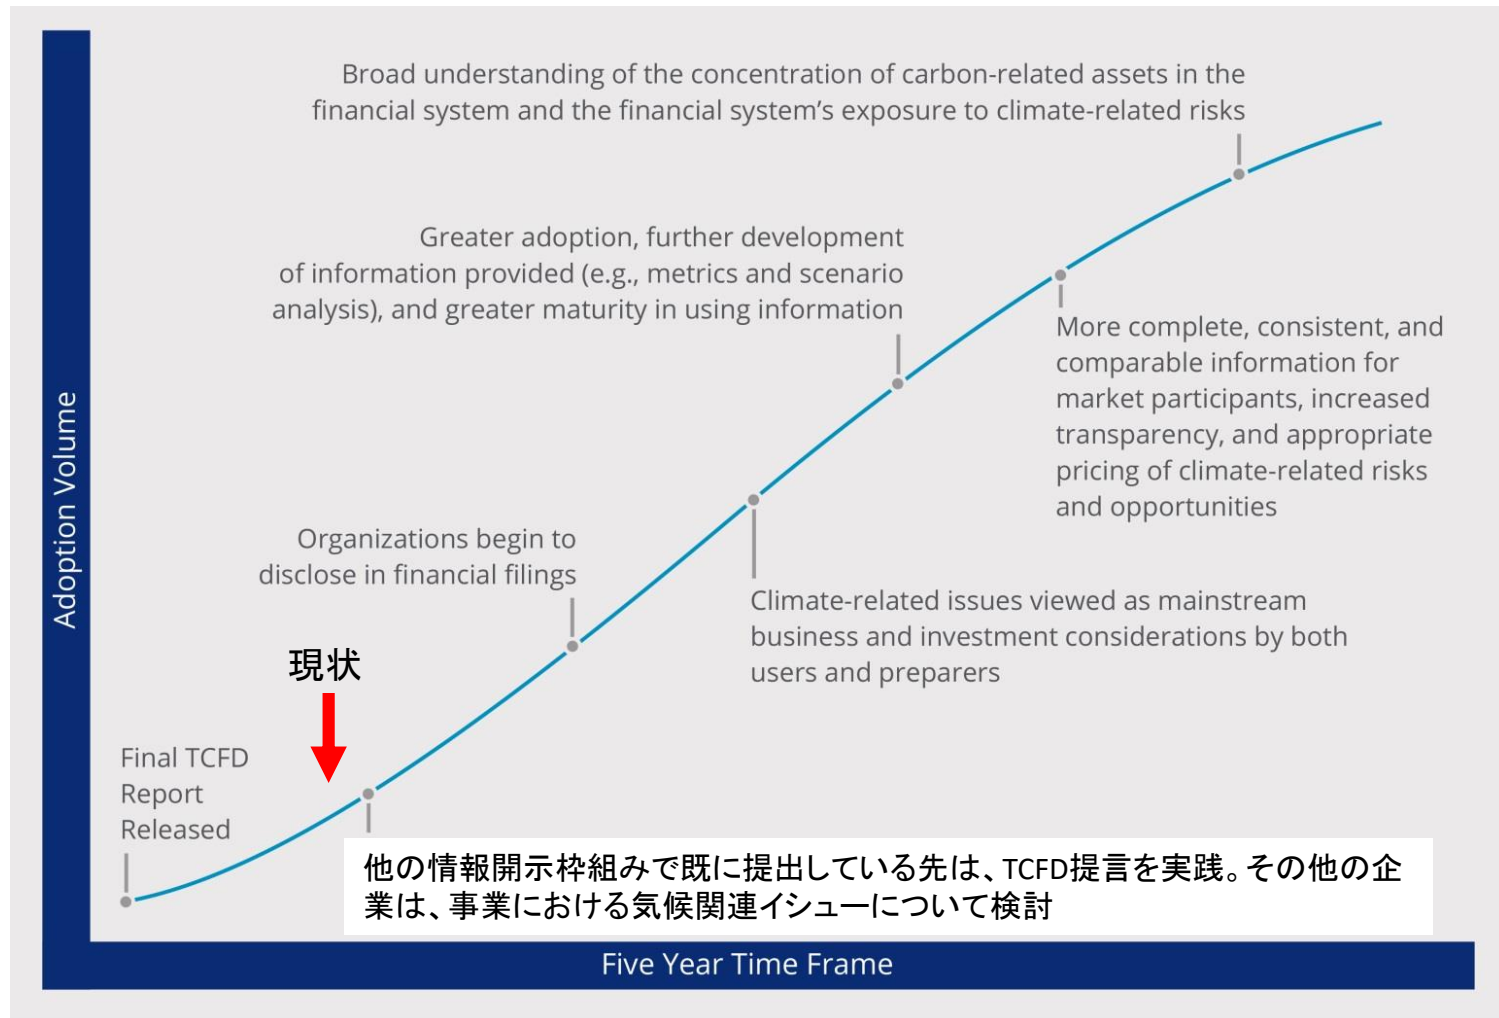 Broad understanding of the concentration of carbon-related assets in the
financial system and the financial system’s exposure to climate-related risks
Greater adoption, further development
of information provided (e.g., metrics and scenario
analysis), and greater maturity in using information
More complete, consistent, and
comparable information for
market participants, increased
transparency, and appropriate
pricing of climate-related risks
and opportunities
Organizations begin to
disclose in financial filings
Climate-related issues viewed as mainstream
business and investment considerations by both
users and preparers
現状
Final TCFD
Report
Released
他の情報開示枠組みで既に提出している先は、TCFD提言を実践。その他の企
業は、事業における気候関連イシューについて検討
Adoption Volume
Five Year Time Frame